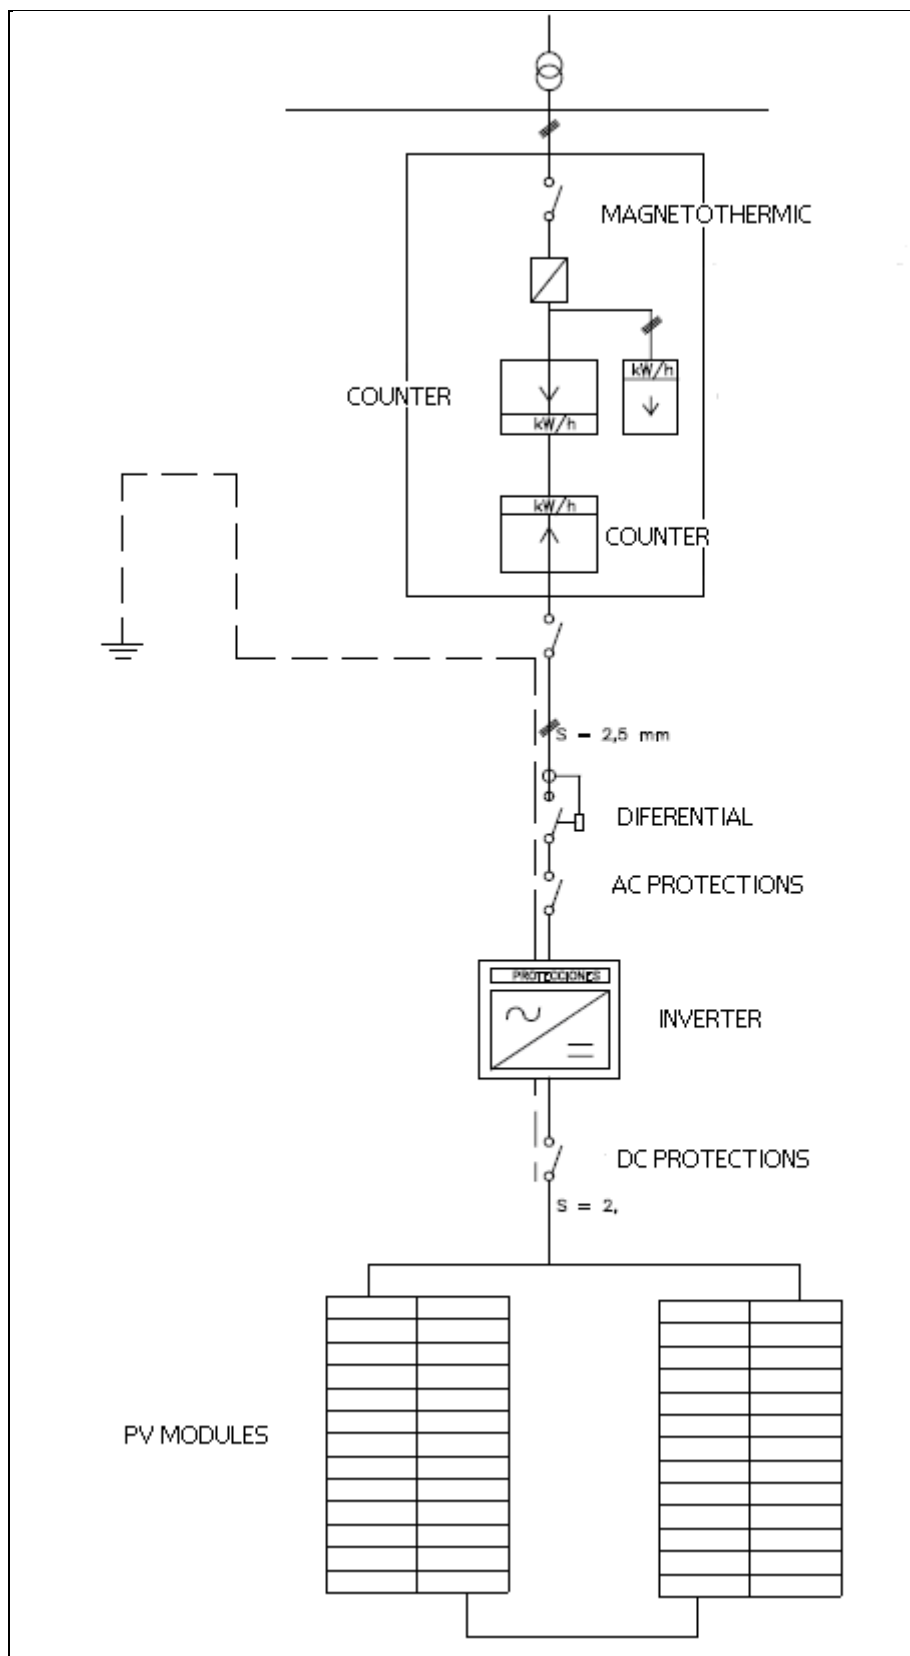 MAGNETOTHERMIC
kW/h
COUNTER
kW/h
kW/h
COUNTER
S = 2,5 mm
DIFERENTIAL
AC PROTECTIONS
PROTECCIONES
INVERTER
DC PROTECTIONS
S = 2,
PV MODULES